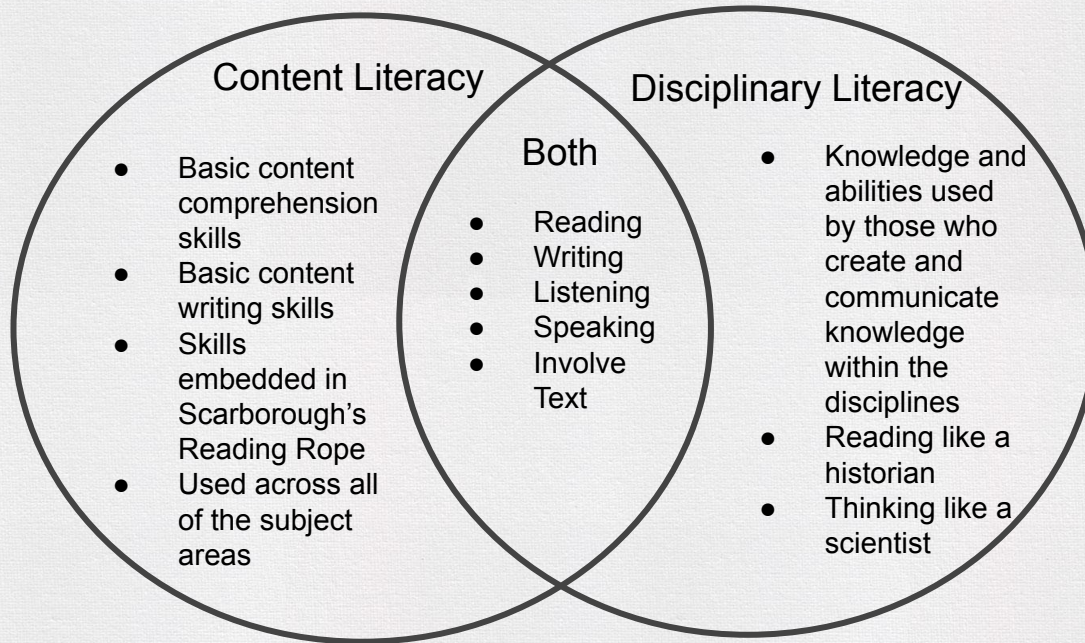 Content Literacy
● Basic content
comprehension
skills
● Basic content
writing skills
● Skills
embedded in
Scarborough’s
Reading Rope
● Used across all
of the subject
areas
Both
● Reading
● Writing
● Listening
● Speaking
● Involve
Text
Disciplinary Literacy
● Knowledge and
abilities used
by those who
create and
communicate
knowledge
within the
disciplines
● Reading like a
historian
● Thinking like a
scientist